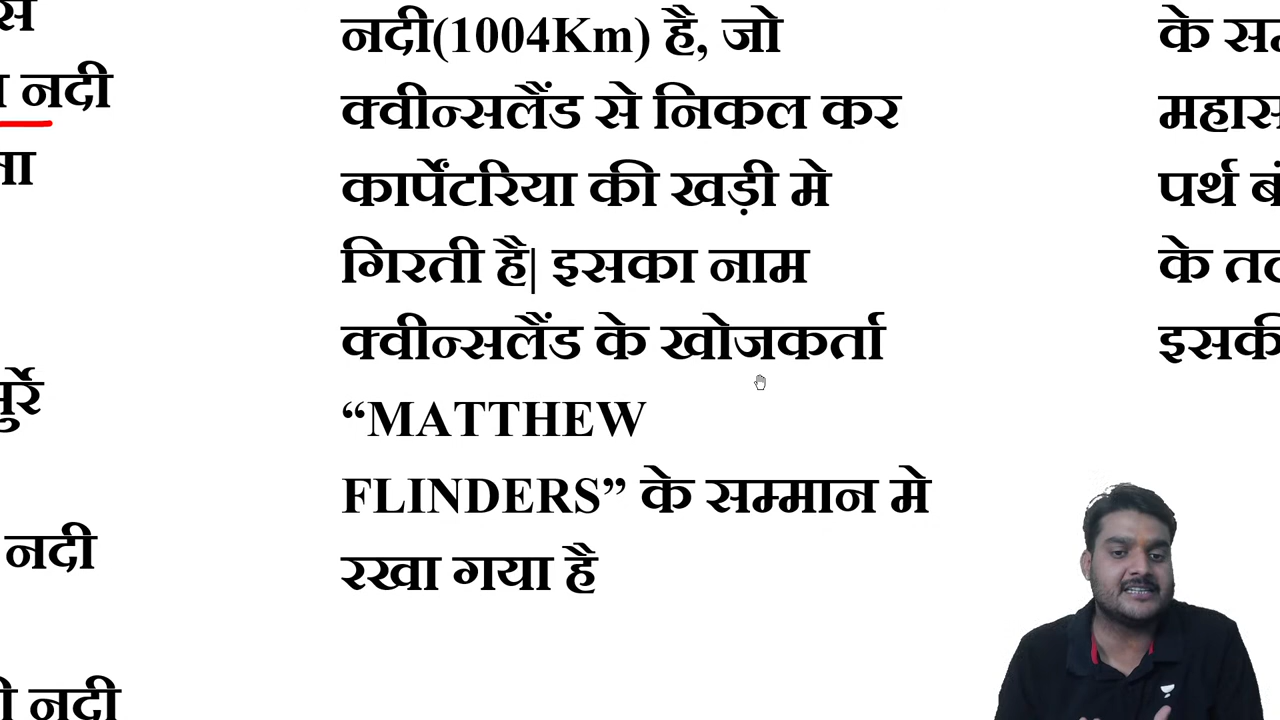 नदी
नदी(1004Km) है, जो
क्वीन्सलैंड से निकल कर
कार्पेंटरिया की खड़ी मे
गिरती है| इसका नाम
क्वीन्सलैंड के खोजकर्ता
“MATTHEW
FLINDERS” के सम्मान मे
रखा गया है
नदी
नदी
के
पर्थ
के
इसकी